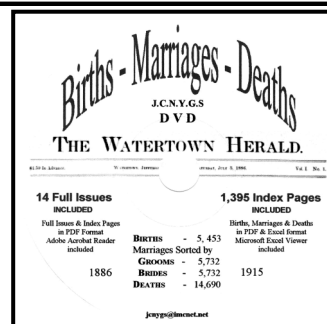 Births - Marriages - Deaths
J.C.N.Y.G.S
DVD
THE WATERTOWN HERALD.
$1.50 in Advance. Vol I No. 1.
14 Full Issues
INCLUDED
Full Issues & Index Pages
in PDF Format
Adobe Acrobat Reader
included
1886
BIRTHS - 5, 453
Marriages Sorted by
GROOMS - 5,732
BRIDES - 5,732
DEATHS - 14,690
1,395 Index Pages
INCLUDED
Births, Marriages & Deaths
in PDF & Excel format
Microsoft Excel Viewer
included
1915
jcnygs@imcnet.net